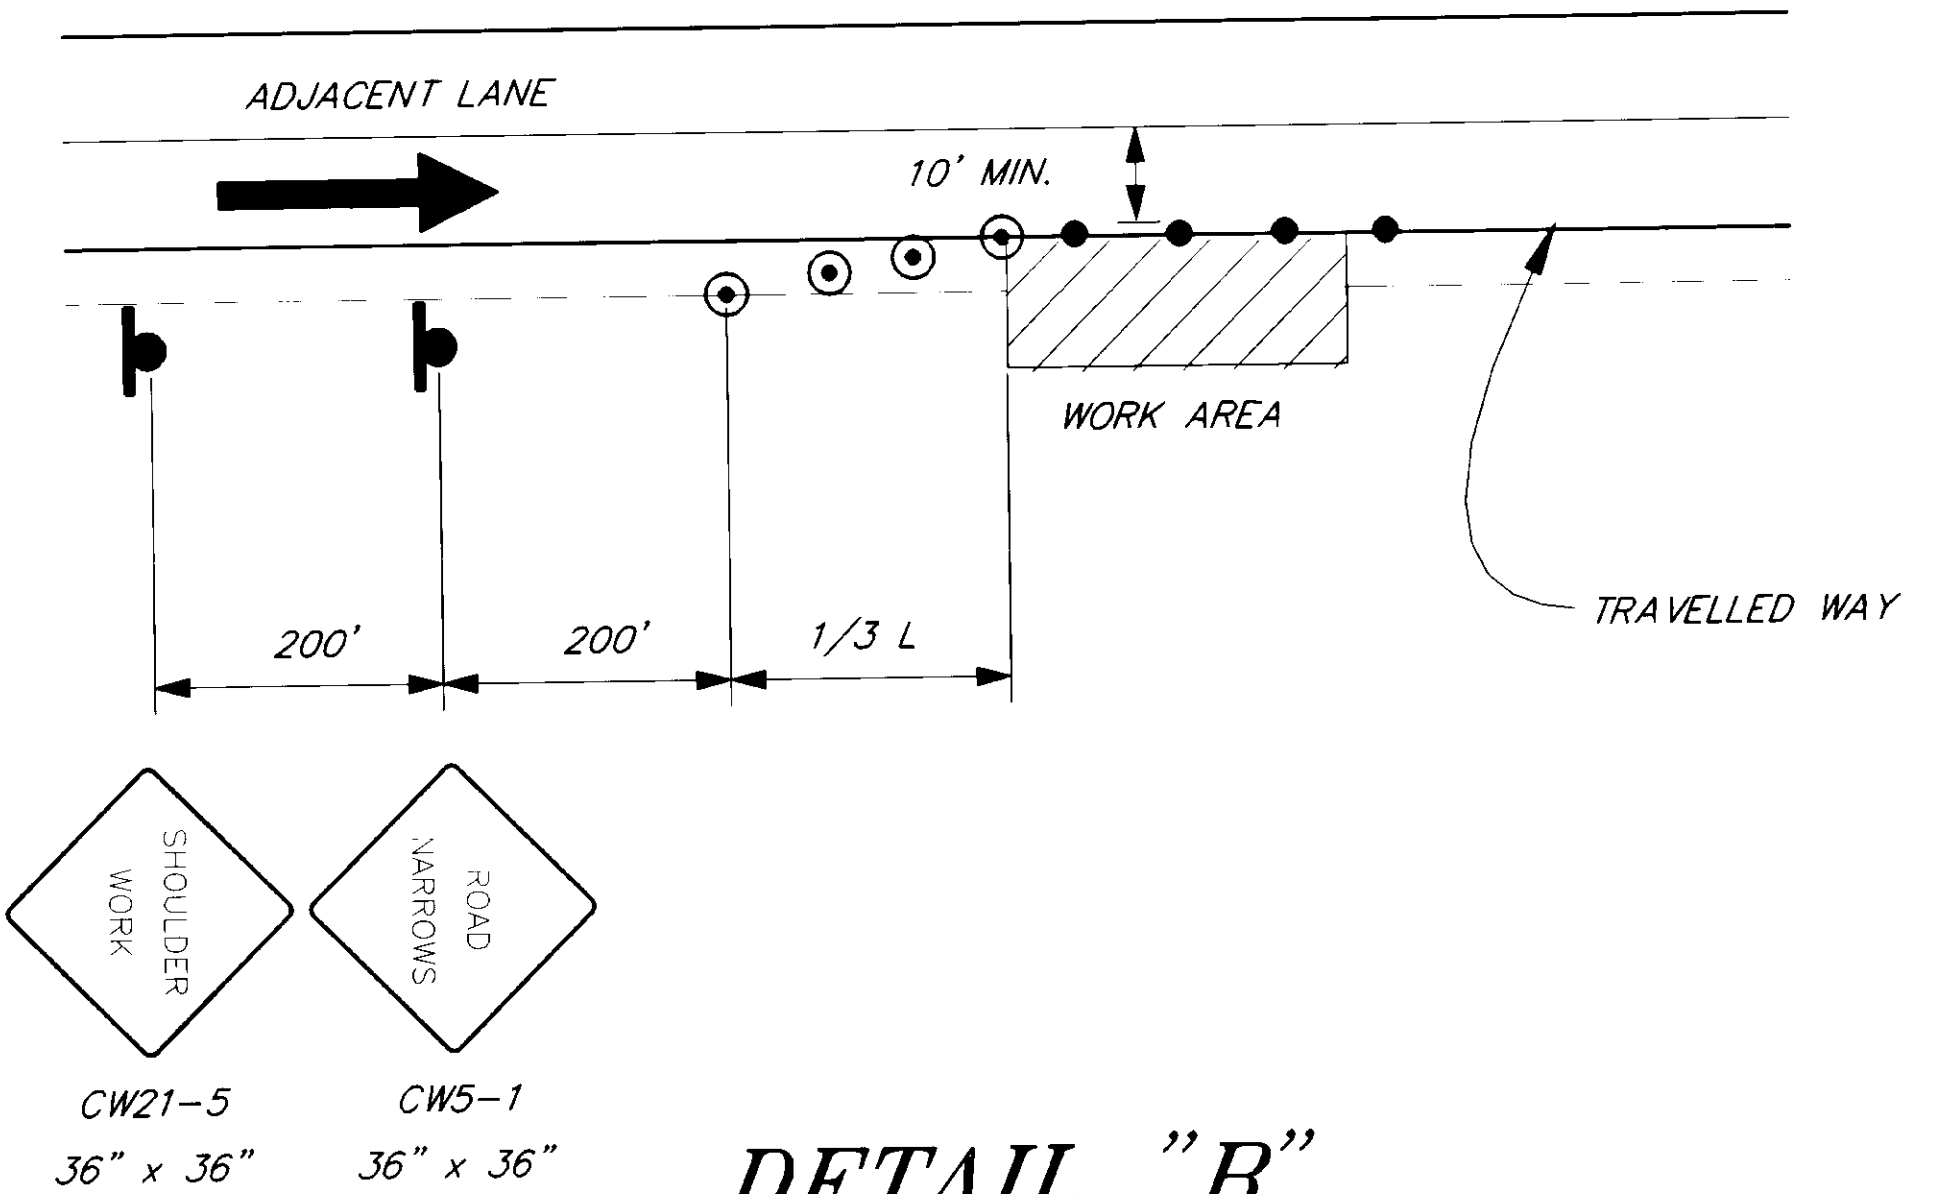 ADJACENT LANE
10' MIN.
WORK AREA
TRAVELLED WAY
200'
200'
1/3 L
SHOULDER
WORK
ROAD
NARROWS
CW21-5
36" x 36"
CW5-1
36" x 36"
DETAIL "B"